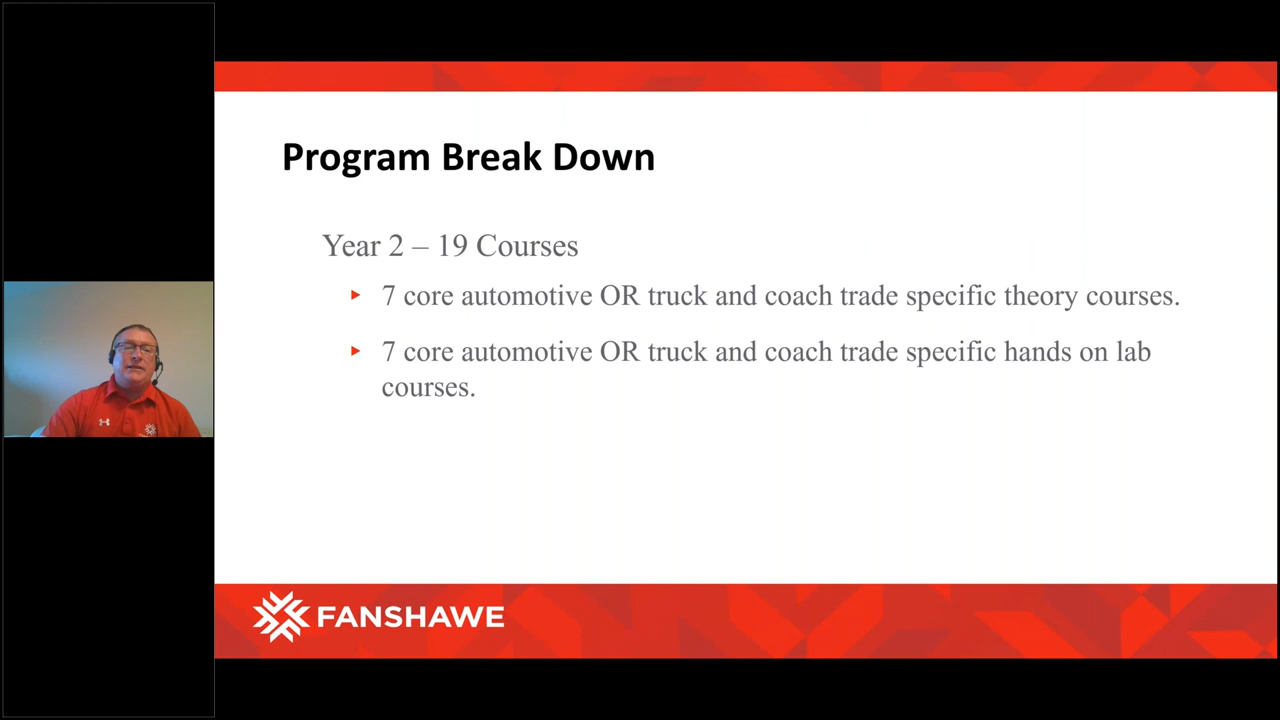 Program Break Down
Year 2 – 19 Courses
7 core automotive OR truck and coach trade specific theory courses.
7 core automotive OR truck and coach trade specific hands on lab
courses.
FANSHAWE